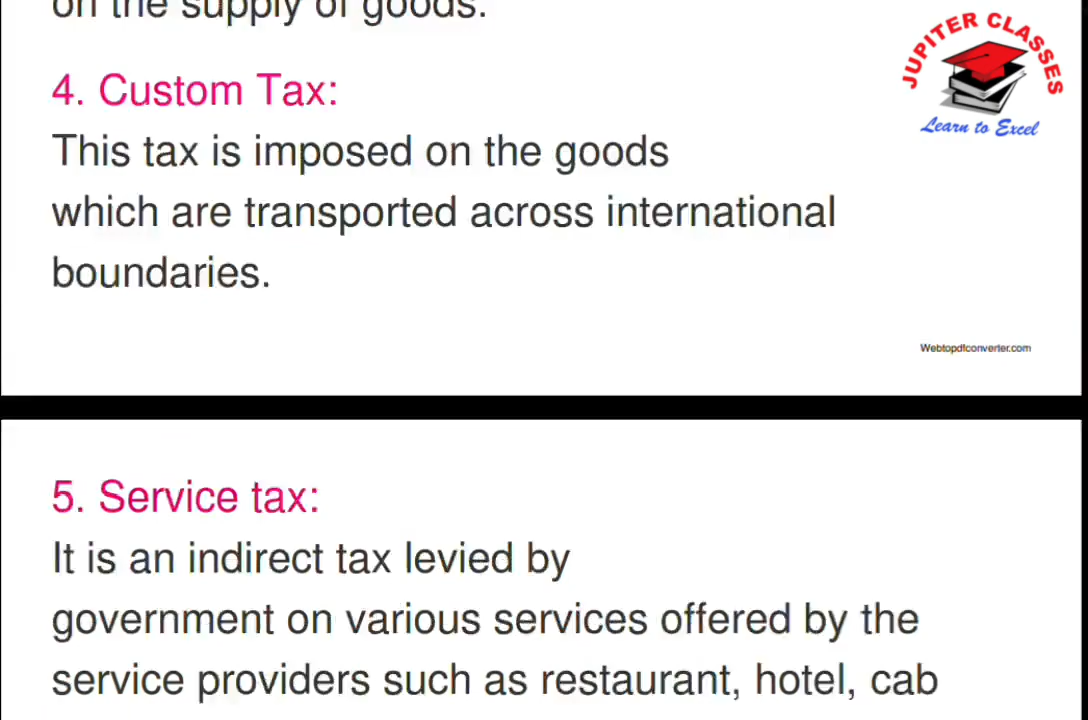 on the supply of goods.
JUPITER CLASSES
Learn to Excel
4. Custom Tax:
This tax is imposed on the goods
which are transported across international
boundaries.
Webtopdfconverter.com
5. Service tax:
It is an indirect tax levied by
government on various services offered by the
service providers such as restaurant, hotel, cab